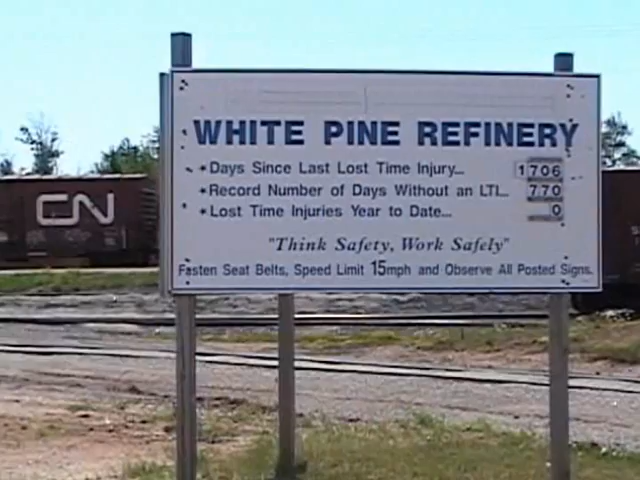 CN
WHITE PINE REFINERY
*Days Since Last Lost Time Injury... 1706
*Record Number of Days Without an LTI... 770
*Lost Time Injuries Year to Date... 0
"Think Safety, Work Safely"
Fasten Seat Belts, Speed Limit 15mph and Observe All Posted Signs.